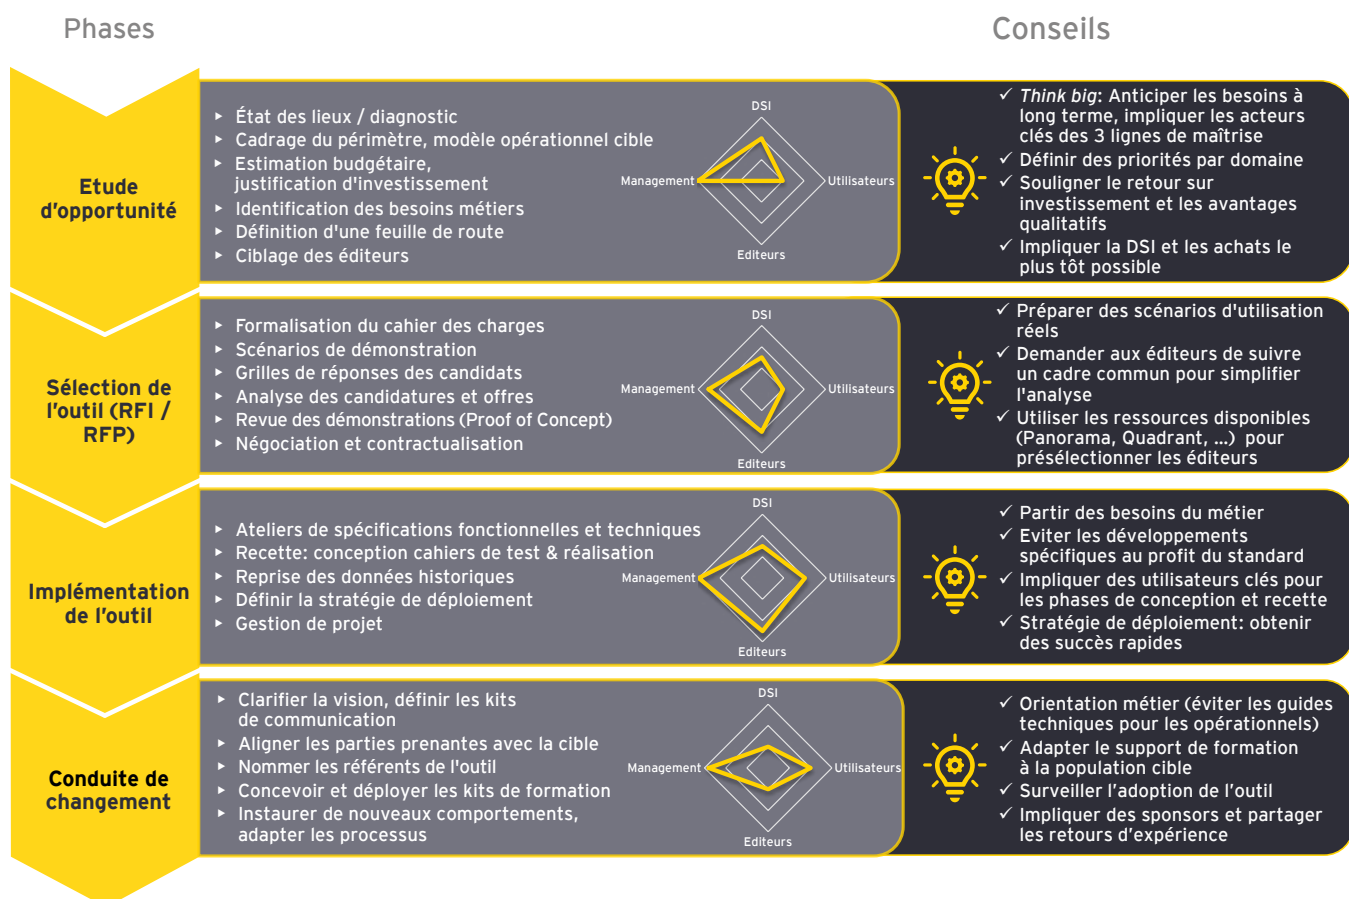 Phases
Conseils
Etude
d'opportunité
▸ État des lieux / diagnostic
▸ Cadrage du périmètre, modèle opérationnel cible
▸ Estimation budgétaire,
justification d'investissement
▸ Identification des besoins métiers
▸ Définition d'une feuille de route
▸ Ciblage des éditeurs
DSI
Management
Utilisateurs
Editeurs
✓ Think big: Anticiper les besoins à
long terme, impliquer les acteurs
clés des 3 lignes de maîtrise
✓ Définir des priorités par domaine
✓ Souligner le retour sur
investissement et les avantages
qualitatifs
✓ Impliquer la DSI et les achats le
plus tôt possible
Sélection de
l'outil (RFI /
RFP)
▸ Formalisation du cahier des charges
▸ Scénarios de démonstration
▸ Grilles de réponses des candidats
▸ Analyse des candidatures et offres
▸ Revue des démonstrations (Proof of Concept)
▸ Négociation et contractualisation
DSI
Management
Utilisateurs
Editeurs
✓ Préparer des scénarios d'utilisation
réels
✓ Demander aux éditeurs de suivre
un cadre commun pour simplifier
l'analyse
✓ Utiliser les ressources disponibles
(Panorama, Quadrant, ...) pour
présélectionner les éditeurs
Implémentation
de l'outil
▸ Ateliers de spécifications fonctionnelles et techniques
▸ Recette: conception cahiers de test & réalisation
▸ Reprise des données historiques
▸ Définir la stratégie de déploiement
▸ Gestion de projet
DSI
Management
Utilisateurs
Editeurs
✓ Partir des besoins du métier
✓ Eviter les développements
spécifiques au profit du standard
✓ Impliquer des utilisateurs clés pour
les phases de conception et recette
✓ Stratégie de déploiement: obtenir
des succès rapides
Conduite de
changement
▸ Clarifier la vision, définir les kits
de communication
▸ Aligner les parties prenantes avec la cible
▸ Nommer les référents de l'outil
▸ Concevoir et déployer les kits de formation
▸ Instaurer de nouveaux comportements,
adapter les processus
DSI
Management
Utilisateurs
Editeurs
✓ Orientation métier (éviter les guides
techniques pour les opérationnels)
✓ Adapter le support de formation
à la population cible
✓ Surveiller l'adoption de l'outil
✓ Impliquer des sponsors et partager
les retours d'expérience